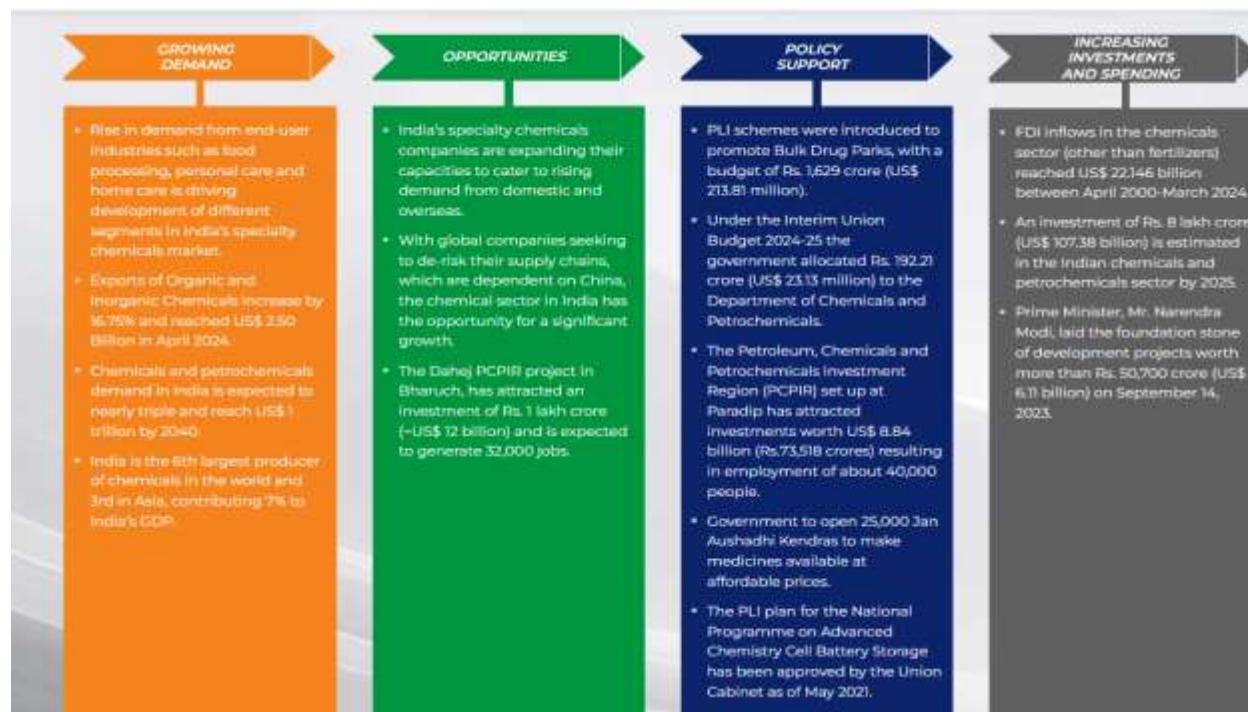 GROWING
DEMAND
• Rise in demand from end-user
industries such as food
processing, personal care and
home care is driving
development of different
segments in India's specialty
chemicals market.
• Exports of Organic and
Inorganic Chemicals increase by
16.75% and reached US$ 2.50
Billion in April 2024.
• Chemicals and petrochemicals
demand in India is expected to
nearly triple and reach US$ 1
trillion by 2040.
• India is the 6th largest producer
of chemicals in the world and
3rd in Asia, contributing 7% to
India's GDP.
OPPORTUNITIES
• India's specialty chemicals
companies are expanding their
capacities to cater to rising
demand from domestic and
overseas.
• With global companies seeking
to de-risk their supply chains,
which are dependent on China,
the chemical sector in India has
the opportunity for a significant
growth.
• The Dahej PCPIR project in
Bharuch, has attracted an
investment of Rs. 1 lakh crore
(~US$ 12 billion) and is expected
to generate 32,000 jobs.
POLICY
SUPPORT
• PLI schemes were introduced to
promote Bulk Drug Parks, with a
budget of Rs. 1,629 crore (US$
213.81 million).
• Under the Interim Union
Budget 2024-25 the
government allocated Rs. 192.21
crore (US$ 23.13 million) to the
Department of Chemicals and
Petrochemicals.
• The Petroleum, Chemicals and
Petrochemicals Investment
Region (PCPIR) set up at
Paradip has attracted
investments worth US$ 8.84
billion (Rs.73,518 crores) resulting
in employment of about 40,000
people.
• Government to open 25,000 Jan
Aushadhi Kendras to make
medicines available at
affordable prices.
• The PLI plan for the National
Programme on Advanced
Chemistry Cell Battery Storage
has been approved by the Union
Cabinet as of May 2021.
INCREASING
INVESTMENTS
AND SPENDING
• FDI inflows in the chemicals
sector (other than fertilizers)
reached US$ 22.146 billion
between April 2000-March 2024.
• An investment of Rs. 8 lakh crore
(US$ 107.38 billion) is estimated
in the Indian chemicals and
petrochemicals sector by 2025.
• Prime Minister, Mr. Narendra
Modi, laid the foundation stone
of development projects worth
more than Rs. 50,700 crore (US$
6.11 billion) on September 14,
2023.